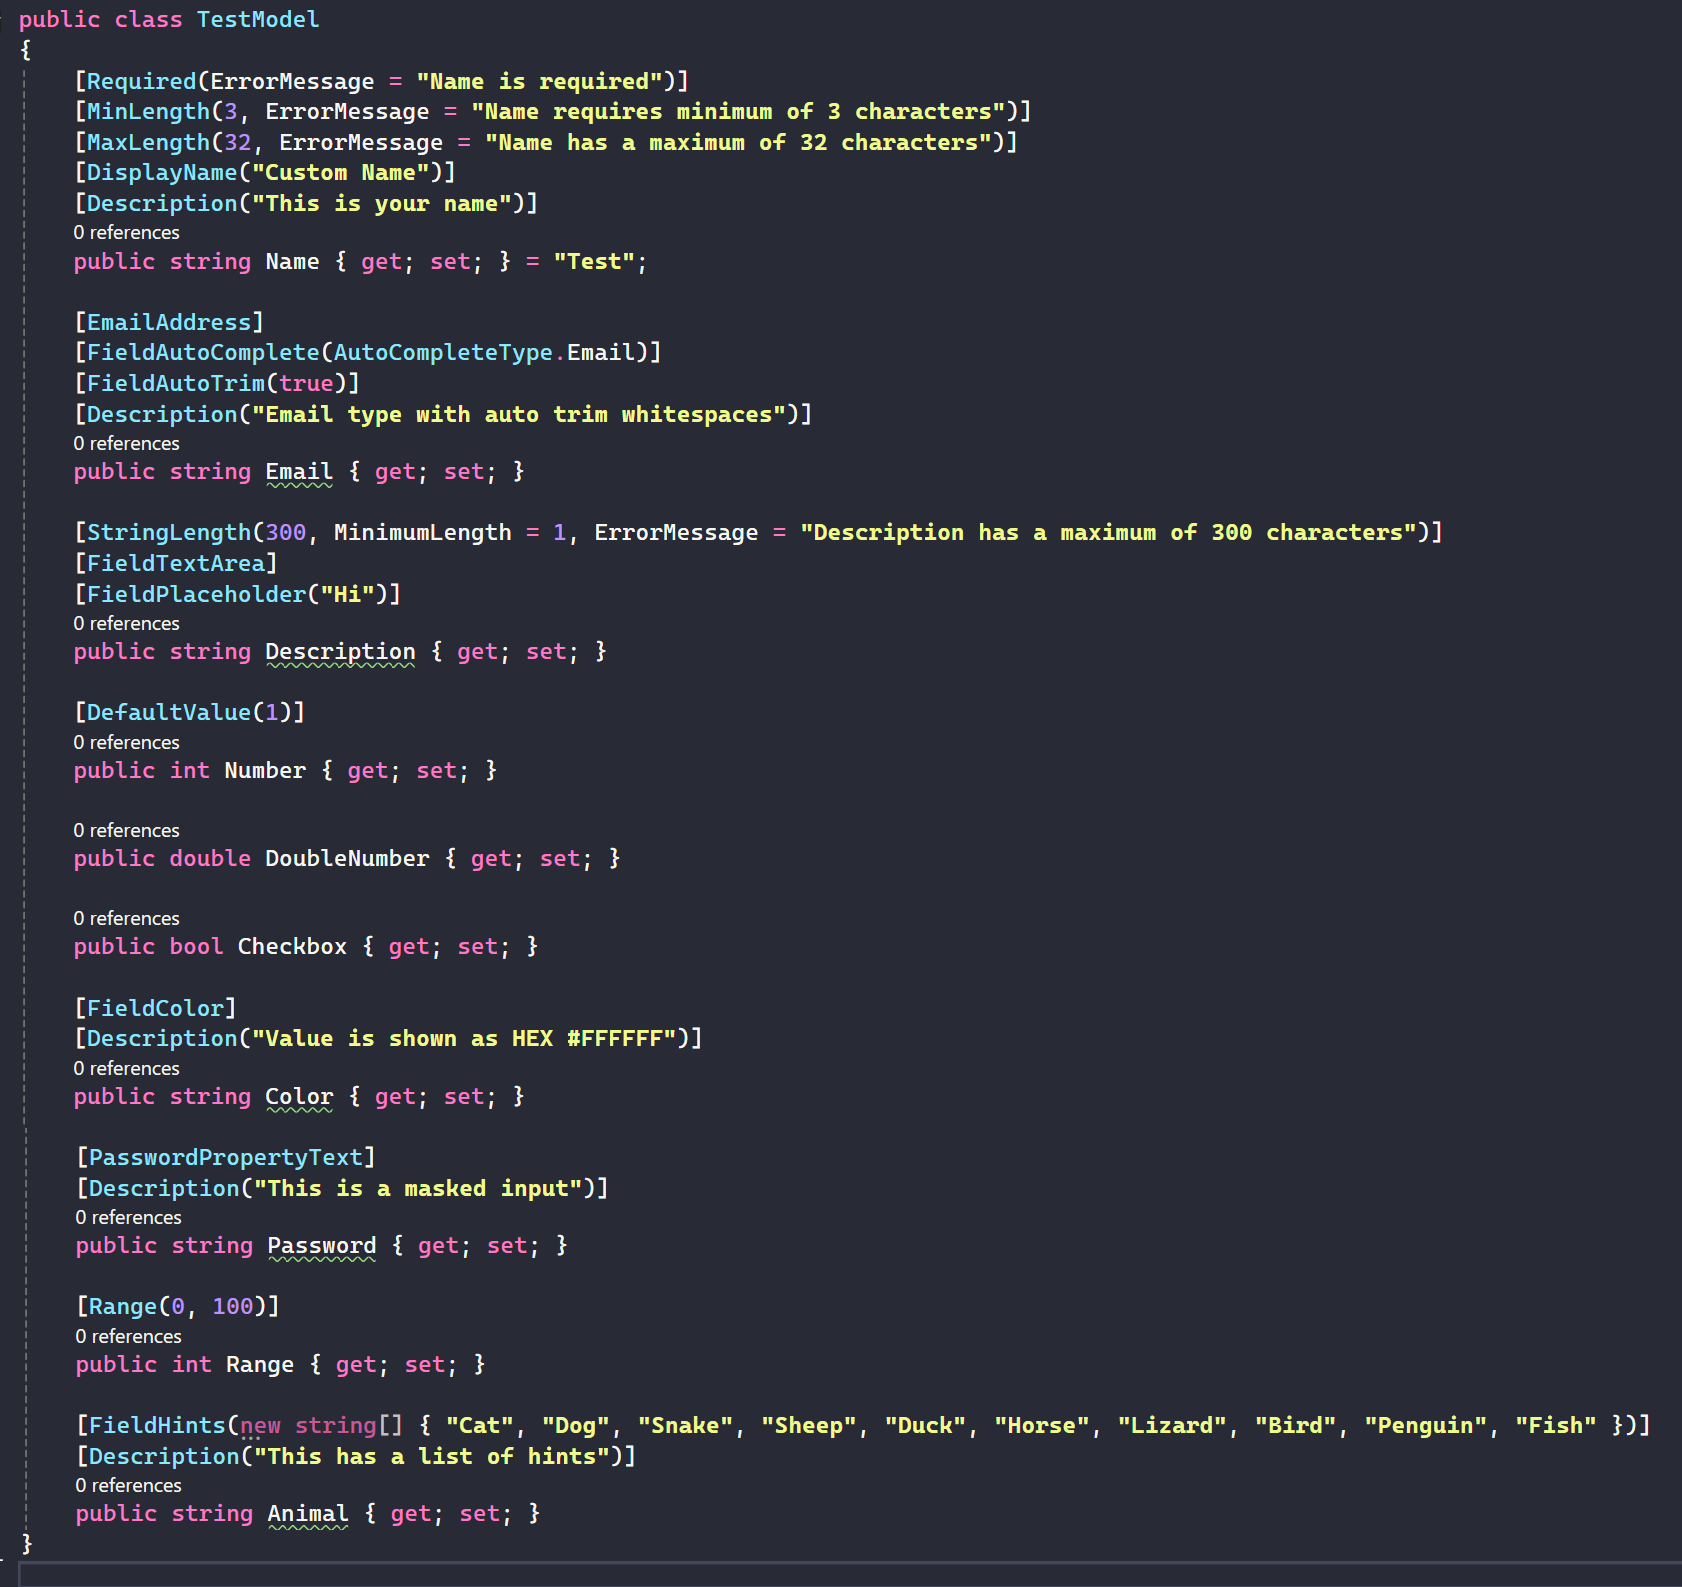 public class TestModel
{
[Required(ErrorMessage = "Name is required")]
[MinLength(3, ErrorMessage = "Name requires minimum of 3 characters")]
[MaxLength(32, ErrorMessage = "Name has a maximum of 32 characters")]
[DisplayName("Custom Name")]
[Description("This is your name")]
0 references
public string Name { get; set; } = "Test";
[EmailAddress]
[FieldAutoComplete(AutoCompleteType.Email)]
[FieldAutoTrim(true)]
[Description("Email type with auto trim whitespaces")]
0 references
public string Email { get; set; }
[StringLength(300, MinimumLength = 1, ErrorMessage = "Description has a maximum of 300 characters")]
[FieldTextArea]
[FieldPlaceholder("Hi")]
0 references
public string Description { get; set; }
[DefaultValue(1)]
0 references
public int Number { get; set; }
0 references
public double DoubleNumber { get; set; }
0 references
public bool Checkbox { get; set; }
[FieldColor]
[Description("Value is shown as HEX #FFFFFF")]
0 references
public string Color { get; set; }
[PasswordPropertyText]
[Description("This is a masked input")]
0 references
public string Password { get; set; }
[Range(0, 100)]
0 references
public int Range { get; set; }
[FieldHints(new string[] { "Cat", "Dog", "Snake", "Sheep", "Duck", "Horse", "Lizard", "Bird", "Penguin", "Fish" })]
[Description("This has a list of hints")]
0 references
public string Animal { get; set; }
}